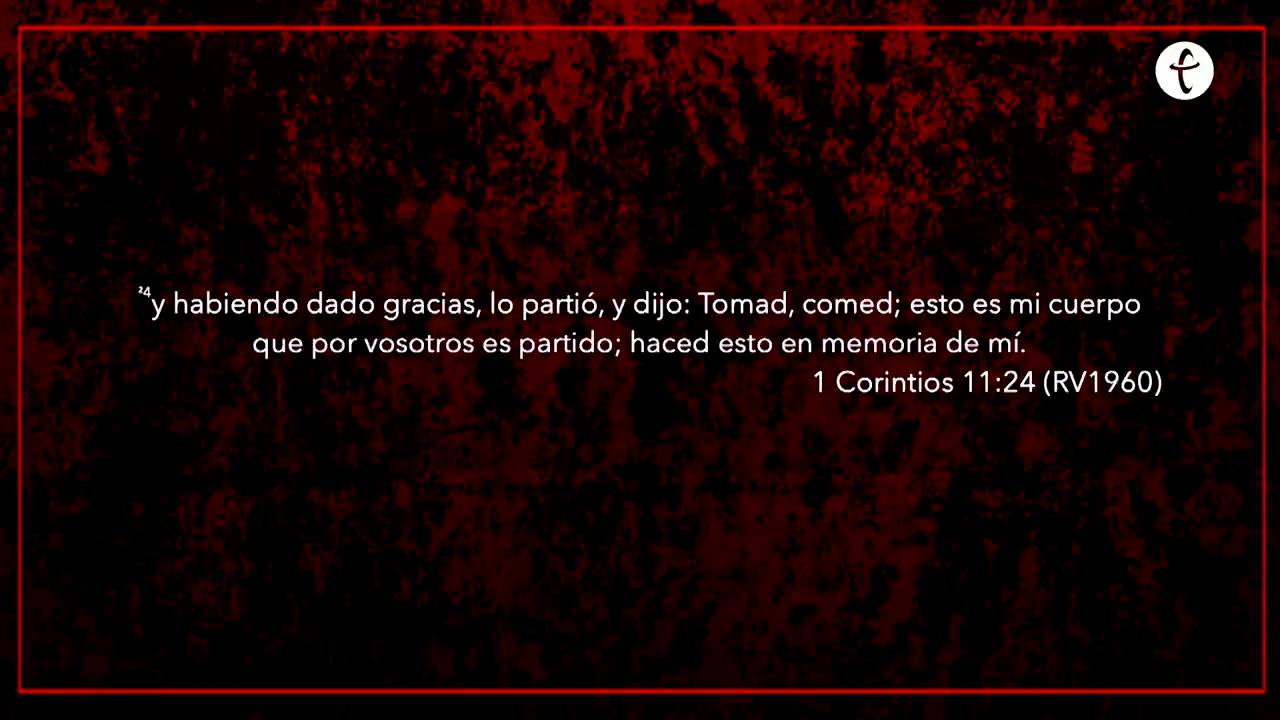 ²⁴y habiendo dado gracias, lo partió, y dijo: Tomad, comed; esto es mi cuerpo
que por vosotros es partido; haced esto en memoria de mí.
1 Corintios 11:24 (RV1960)